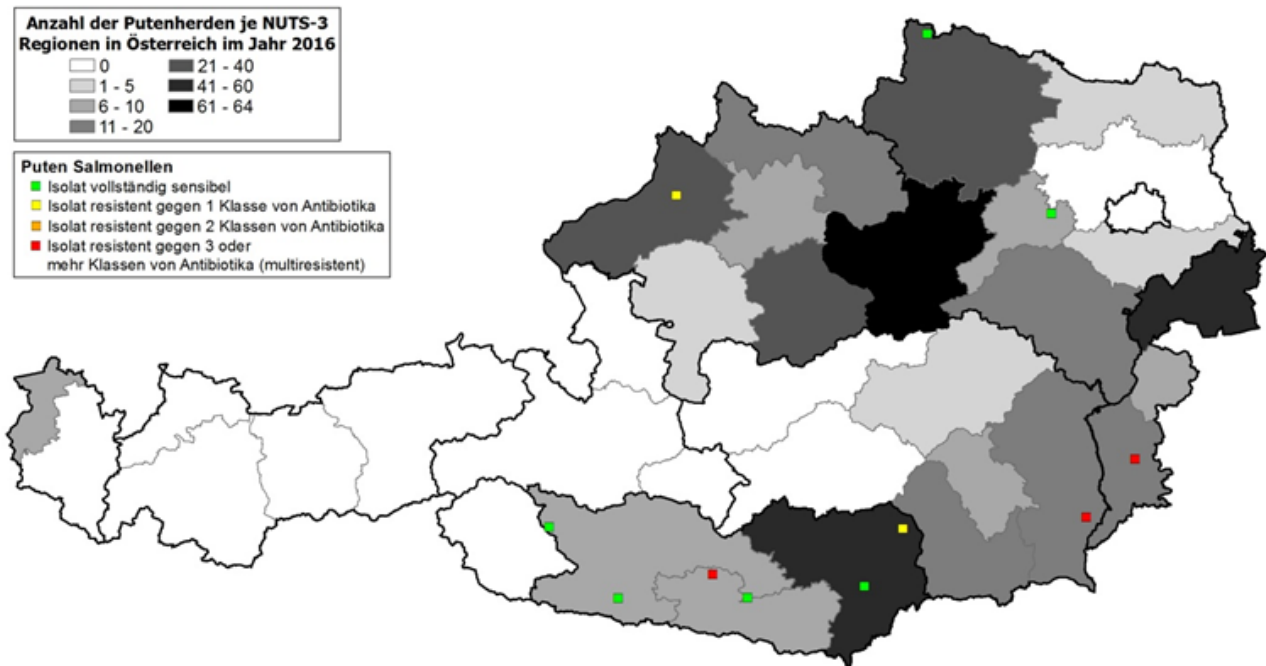 Anzahl der Putenherden je NUTS-3
Regionen in Österreich im Jahr 2016
0
21 - 40
1 - 5
41 - 60
6 - 10
61 - 64
11 - 20
Puten Salmonellen
Isolat vollständig sensibel
Isolat resistent gegen 1 Klasse von Antibiotika
Isolat resistent gegen 2 Klassen von Antibiotika
Isolat resistent gegen 3 oder
mehr Klassen von Antibiotika (multiresistent)